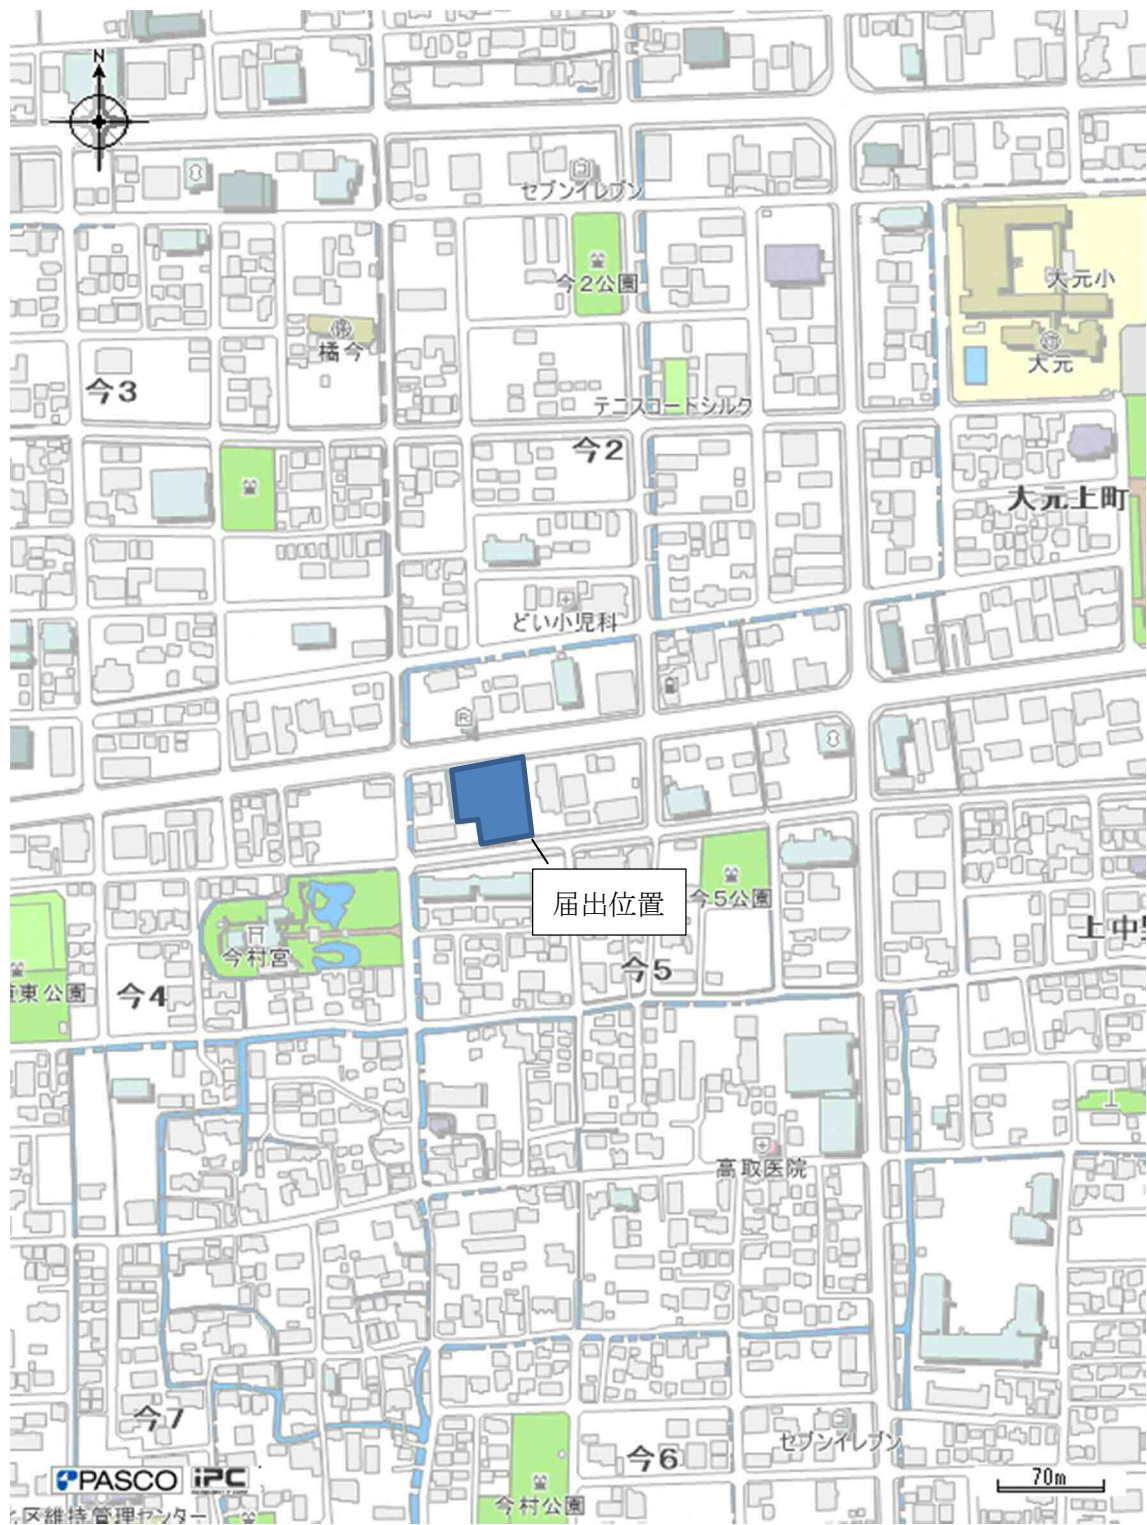 N
セブンイレブン
今2公園
大元小
橘今
大元
今3
テニスコートシルク
今2
大元上町
どい小児科
届出位置
今5公園
上中
今村宮
今5
東公園
今4
高取医院
今7
セブンイレブン
今6
PASCO iPC
70m
今村公園
区維持管理センター